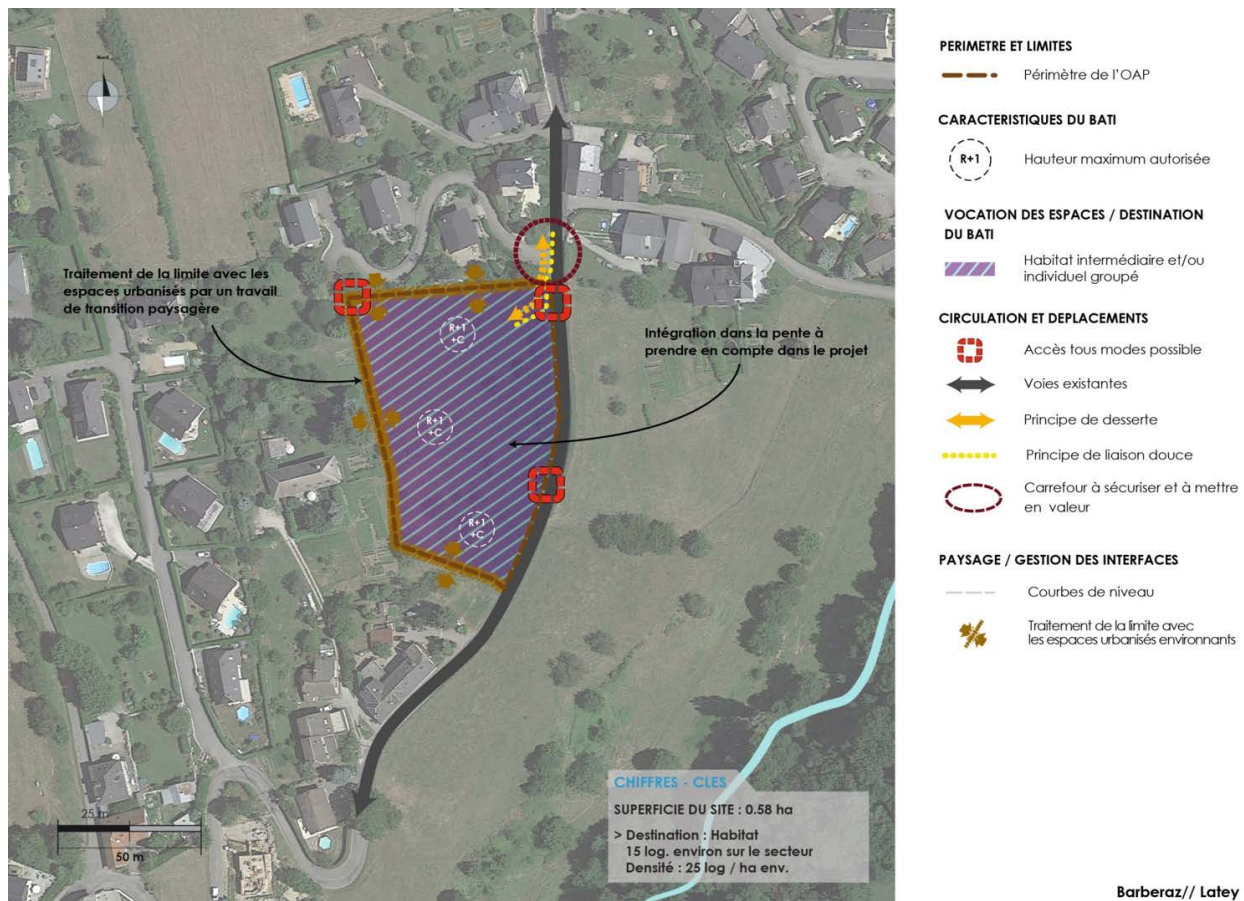 Nord
Traitement de la limite avec les
espaces urbanisés par un travail
de transition paysagère
Intégration dans la pente à
prendre en compte dans le projet
R+1
+C
R+1
+C
R+1
+C
25 m
50 m
CHIFFRES - CLES
SUPERFICIE DU SITE : 0.58 ha
> Destination : Habitat
15 log. environ sur le secteur
Densité : 25 log / ha env.
PERIMETRE ET LIMITES
Périmètre de l'OAP
CARACTERISTIQUES DU BATI
R+1
Hauteur maximum autorisée
VOCATION DES ESPACES / DESTINATION
DU BATI
Habitat intermédiaire et/ou
individuel groupé
CIRCULATION ET DEPLACEMENTS
Accès tous modes possible
Voies existantes
Principe de desserte
Principe de liaison douce
Carrefour à sécuriser et à mettre
en valeur
PAYSAGE / GESTION DES INTERFACES
Courbes de niveau
Traitement de la limite avec
les espaces urbanisés environnants
Barberaz// Latey